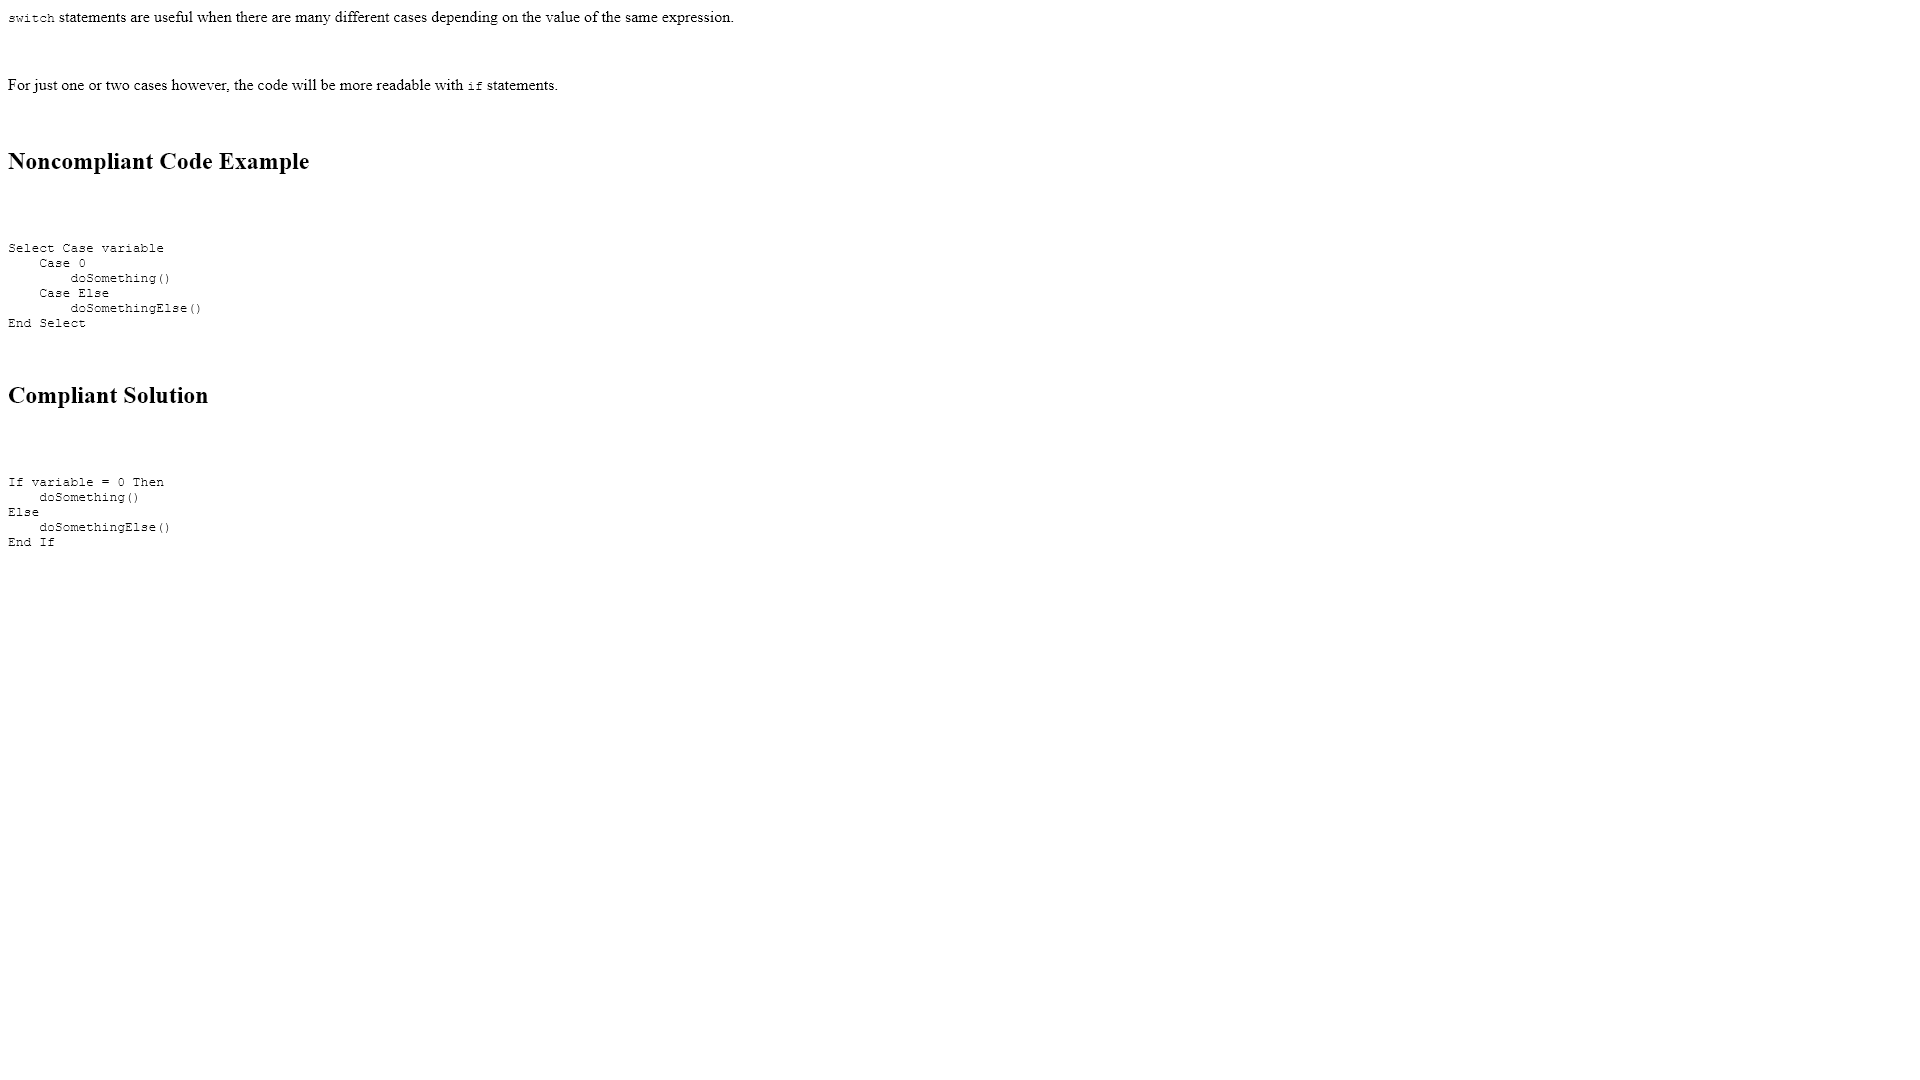 switch statements are useful when there are many different cases depending on the value of the same expression.
For just one or two cases however, the code will be more readable with if statements.
Noncompliant Code Example
Select Case variable
    Case 0
        doSomething()
    Case Else
        doSomethingElse()
End Select
Compliant Solution
If variable = 0 Then
    doSomething()
Else
    doSomethingElse()
End If